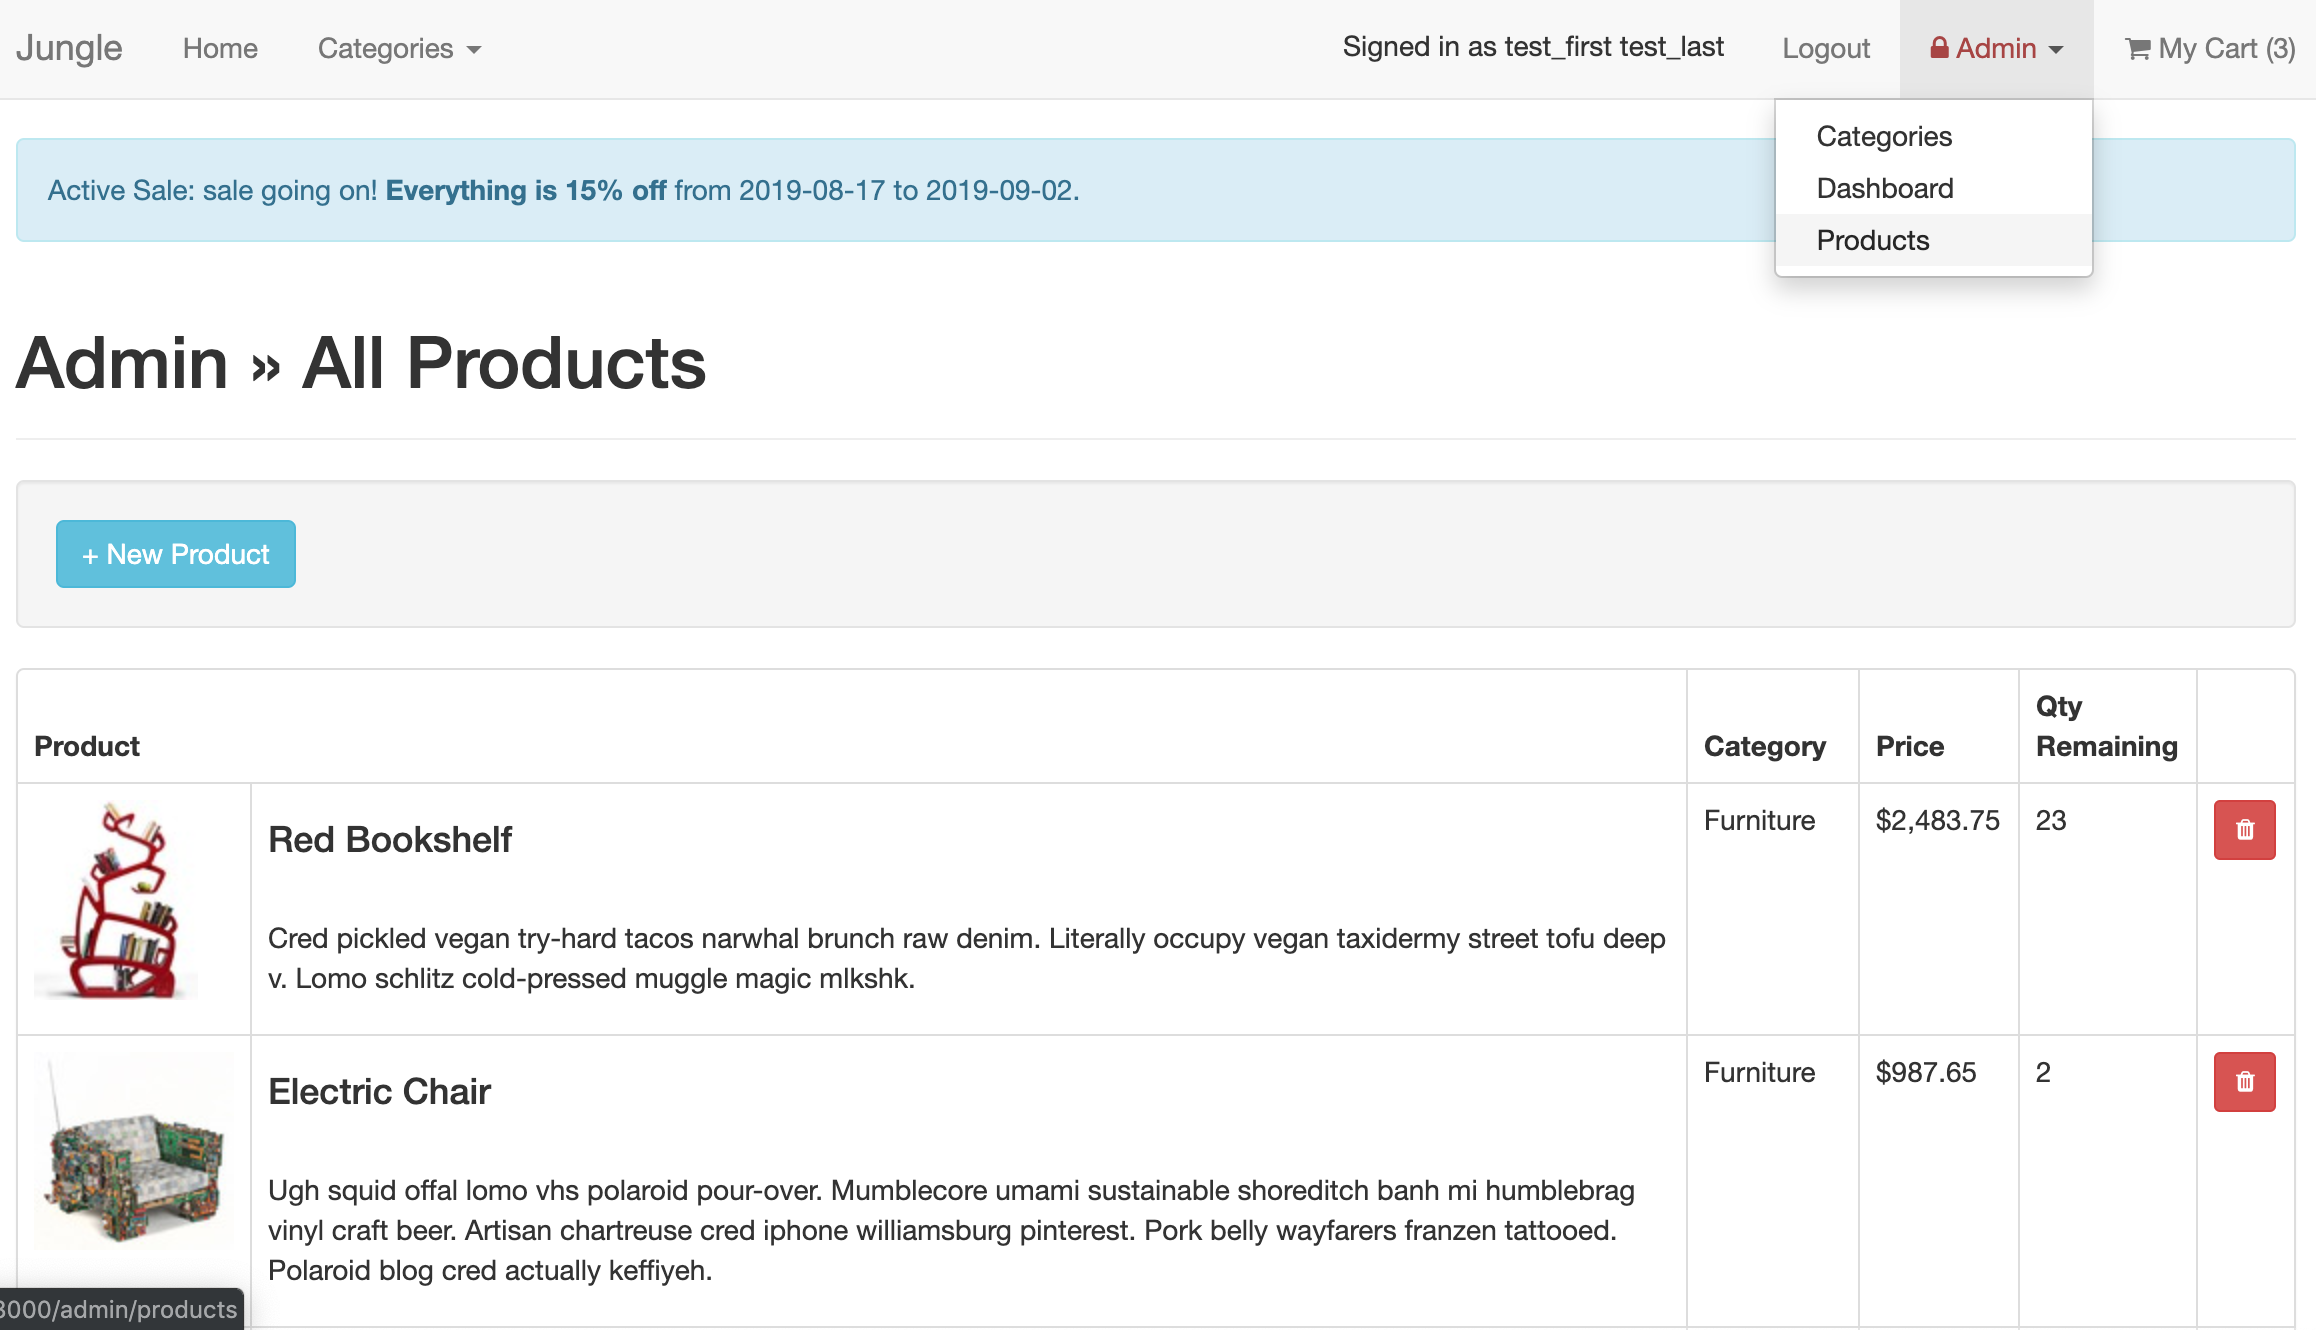 Jungle Home Categories Signed in as test_first test_last Logout Admin My Cart (3)
Categories
Dashboard
Products
Active Sale: sale going on! Everything is 15% off from 2019-08-17 to 2019-09-02.
Admin » All Products
+ New Product
Product Category Price Qty Remaining
Red Bookshelf Furniture $2,483.75 23
Cred pickled vegan try-hard tacos narwhal brunch raw denim. Literally occupy vegan taxidermy street tofu deep
v. Lomo schlitz cold-pressed muggle magic mlkshk.
Electric Chair Furniture $987.65 2
Ugh squid offal lomo vhs polaroid pour-over. Mumblecore umami sustainable shoreditch banh mi humblebrag
vinyl craft beer. Artisan chartreuse cred iphone williamsburg pinterest. Pork belly wayfarers franzen tattooed.
Polaroid blog cred actually keffiyeh.
3000/admin/products